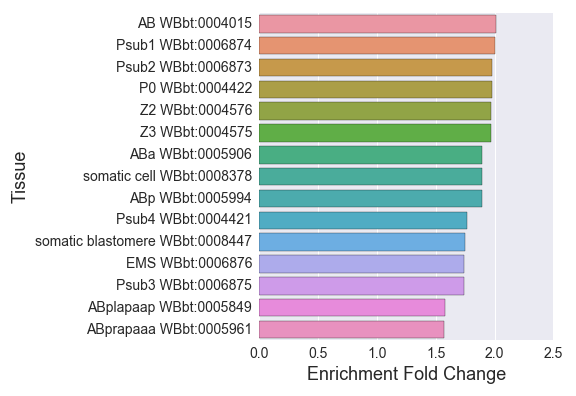 AB WBbt:0004015
Psub1 WBbt:0006874
Psub2 WBbt:0006873
P0 WBbt:0004422
Z2 WBbt:0004576
Z3 WBbt:0004575
ABa WBbt:0005906
somatic cell WBbt:0008378
ABp WBbt:0005994
Psub4 WBbt:0004421
somatic blastomere WBbt:0008447
EMS WBbt:0006876
Psub3 WBbt:0006875
ABplapaap WBbt:0005849
ABprapaaa WBbt:0005961
Tissue
0.0 0.5 1.0 1.5 2.0 2.5
Enrichment Fold Change